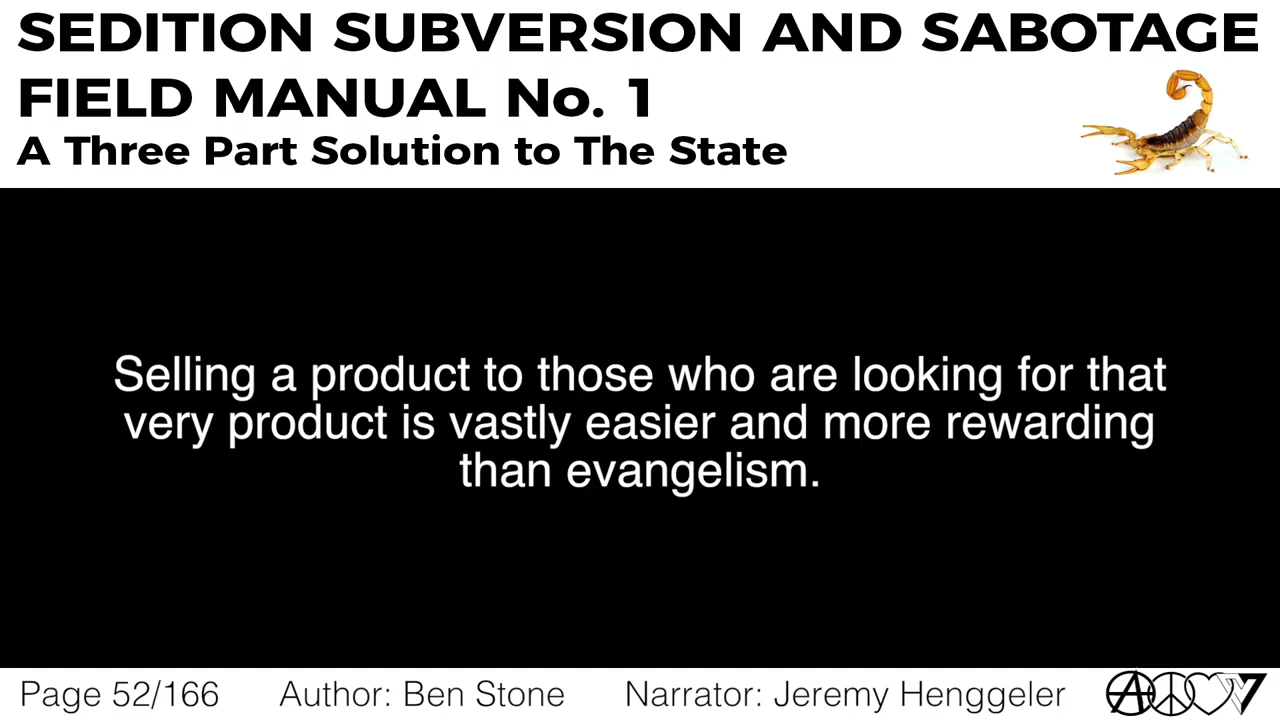 SEDITION SUBVERSION AND SABOTAGE
FIELD MANUAL No. 1
A Three Part Solution to The State
Selling a product to those who are looking for that
very product is vastly easier and more rewarding
than evangelism.
Page 52/166 Author: Ben Stone Narrator: Jeremy Henggeler